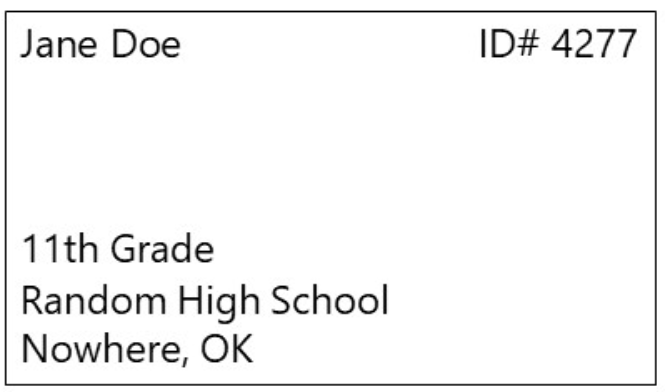 Jane Doe ID# 4277
11th Grade
Random High School
Nowhere, OK